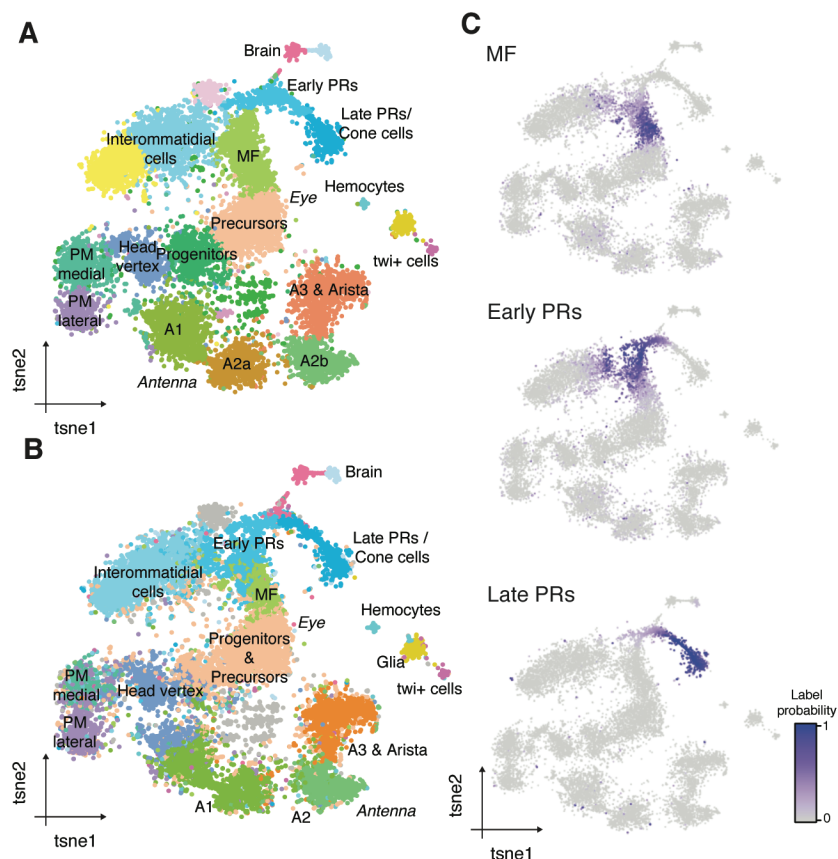 A
Brain
Early PRs
Late PRs/
Cone cells
Intermmatidial
cells
MF
Hemocytes
Eye
Precursors
Head
vertex
Progenitors
PM
medial
twi+ cells
PM
lateral
A3 & Arista
A1
A2a
A2b
Antenna
tsne2
tsne1
B
Brain
Early PRs
Late PRs /
Cone cells
Interommatidial
cells
MF
Hemocytes
Eye
Progenitors
&
Precursors
Glia
PM
medial
Head vertex
twi+ cells
PM
lateral
A3 & Arista
A1
A2
Antenna
tsne2
tsne1
C
MF
Early PRs
Late PRs
Label
probability
1
0
tsne2
tsne1